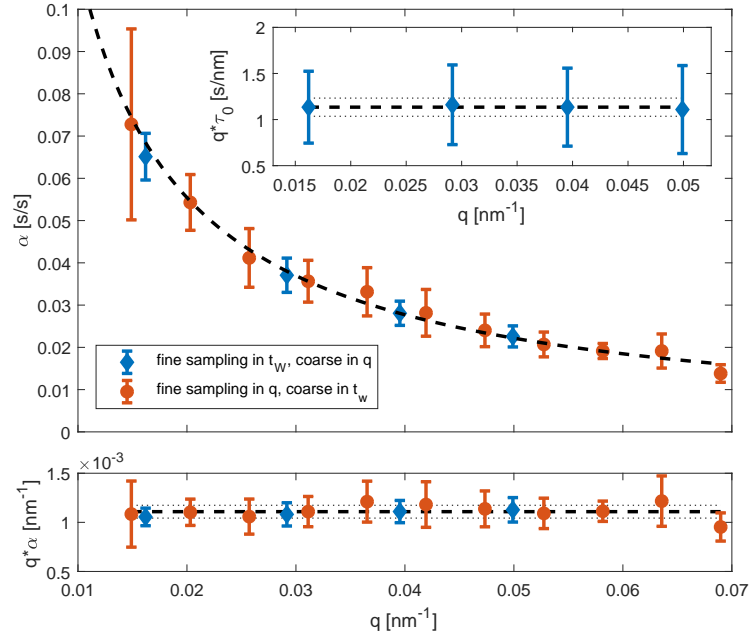 0.1
0.09
0.08
0.07
0.06
0.05
0.04
0.03
0.02
0.01
0
α [s/s]
2
1.5
1
0.5
q*τ0 [s/nm]
0.015 0.02 0.025 0.03 0.035 0.04 0.045 0.05
q [nm-1]
fine sampling in tW, coarse in q
fine sampling in q, coarse in tw
×10-3
1.5
1
0.5
q*α [nm-1]
0.01 0.02 0.03 0.04 0.05 0.06 0.07
q [nm-1]